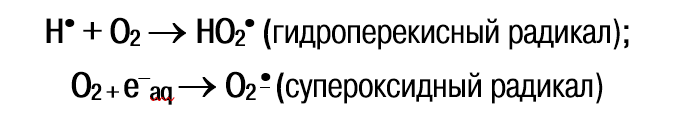 H• + O₂ → HO₂• (гидроперекисный радикал);
O₂ + e⁻aq → O₂⁻• (супероксидный радикал)